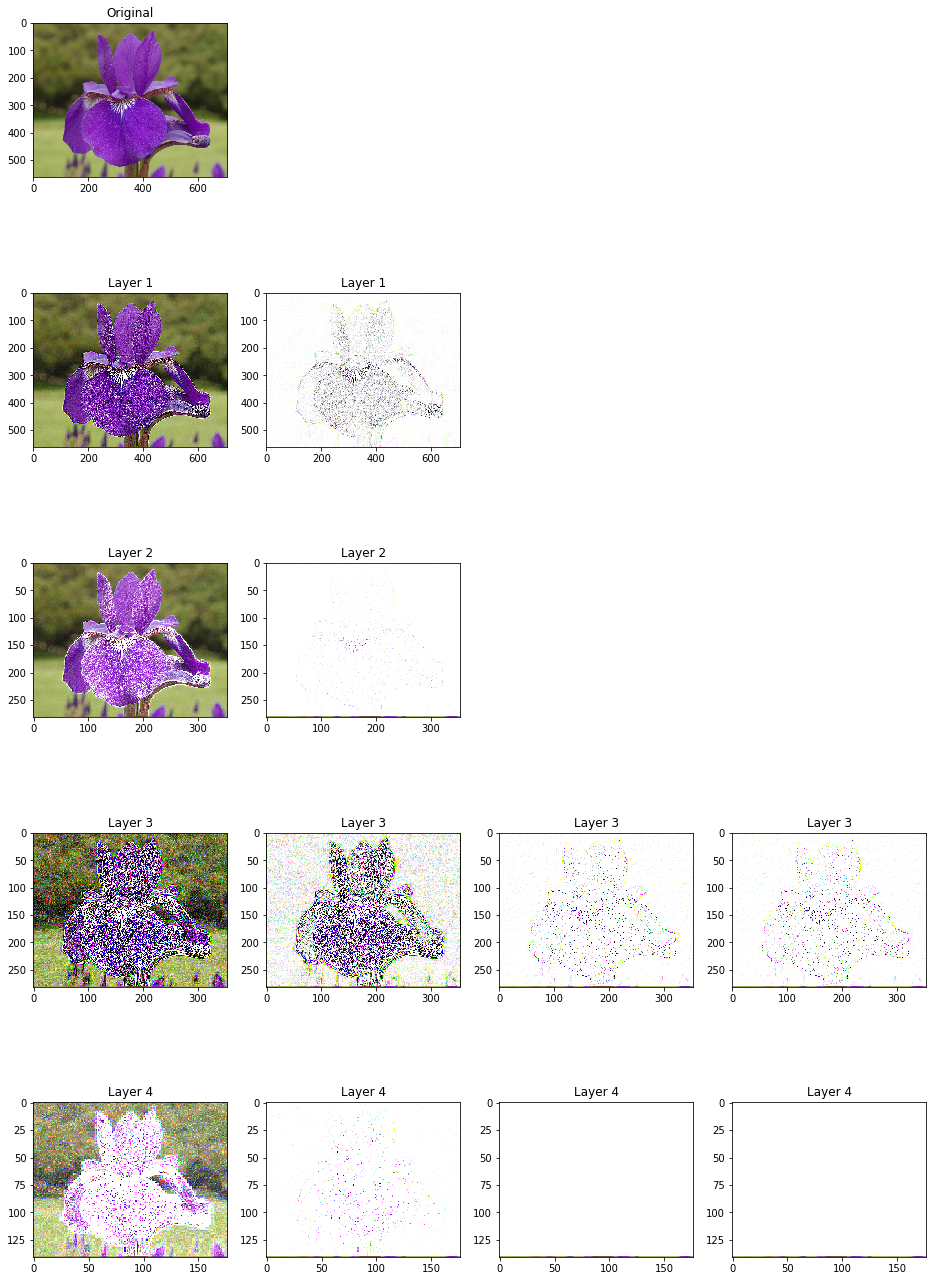 Original
0
100
200
300
400
500
0 200 400 600
Layer 1 Layer 1
0 0
100 100
200 200
300 300
400 400
500 500
0 200 400 600 200 400 600
Layer 2 Layer 2
0 0
50 50
100 100
150 150
200 200
250 250
0 100 200 300 0 100 200 300
Layer 3 Layer 3 Layer 3 Layer 3
0 0 0 0
50 50 50 50
100 100 100 100
150 150 150 150
200 200 200 200
250 250 250 250
0 100 200 300 0 100 200 300 0 100 200 300 0 100 200 300
Layer 4 Layer 4 Layer 4 Layer 4
0 0 0 0
25 25 25 25
50 50 50 50
75 75 75 75
100 100 100 100
125 125 125 125
0 50 100 150 0 50 100 150 0 50 100 150 0 50 100 150